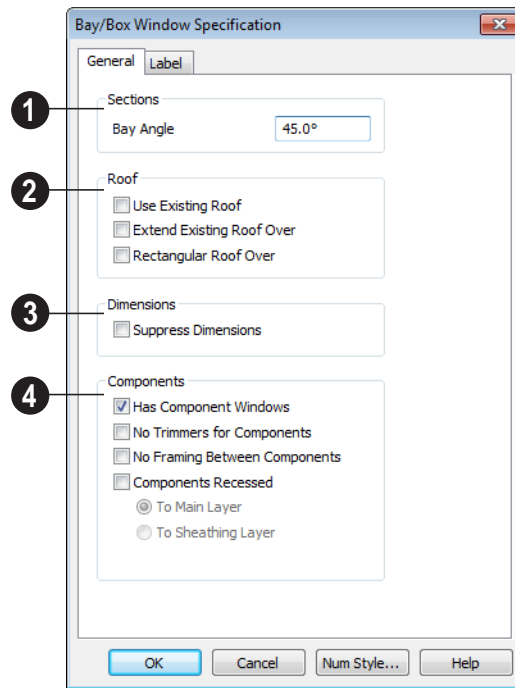 Bay/Box Window Specification
General Label
1 Sections
Bay Angle 45.0°
2 Roof
Use Existing Roof
Extend Existing Roof Over
Rectangular Roof Over
3 Dimensions
Suppress Dimensions
4 Components
Has Component Windows
No Trimmers for Components
No Framing Between Components
Components Recessed
To Main Layer
To Sheathing Layer
OK Cancel Num Style... Help